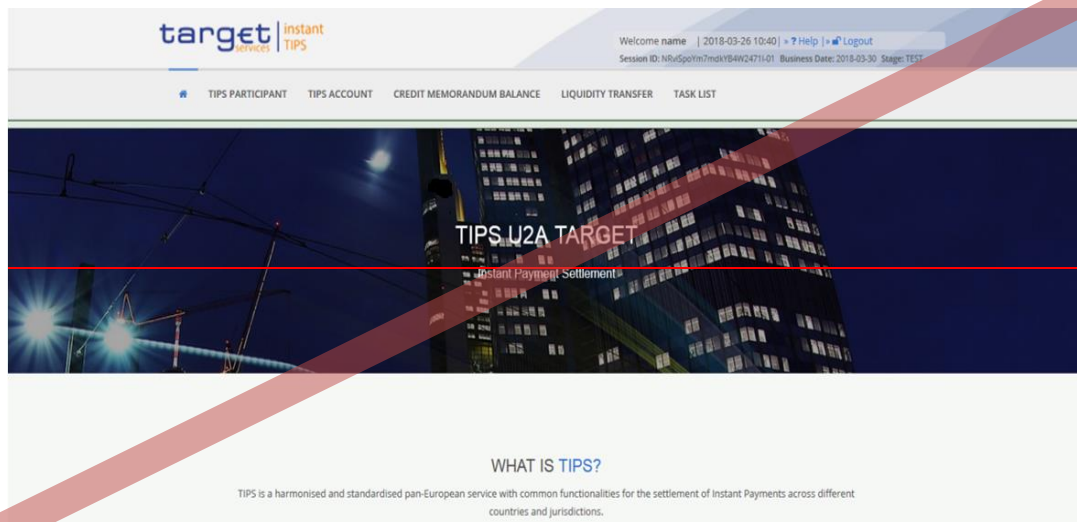 target | instant
services TIPS
Welcome name | 2018-03-26 10:40| » ? Help |» Logout
Session ID: NRviSpoYm7mdkYB4W2471I-01 Business Date: 2018-03-30 Stage: TEST
TIPS PARTICIPANT TIPS ACCOUNT CREDIT MEMORANDUM BALANCE LIQUIDITY TRANSFER TASK LIST
TIPS U2A TARGET
Instant Payment Settlement
WHAT IS TIPS?
TIPS is a harmonised and standardised pan-European service with common functionalities for the settlement of Instant Payments across different
countries and jurisdictions.